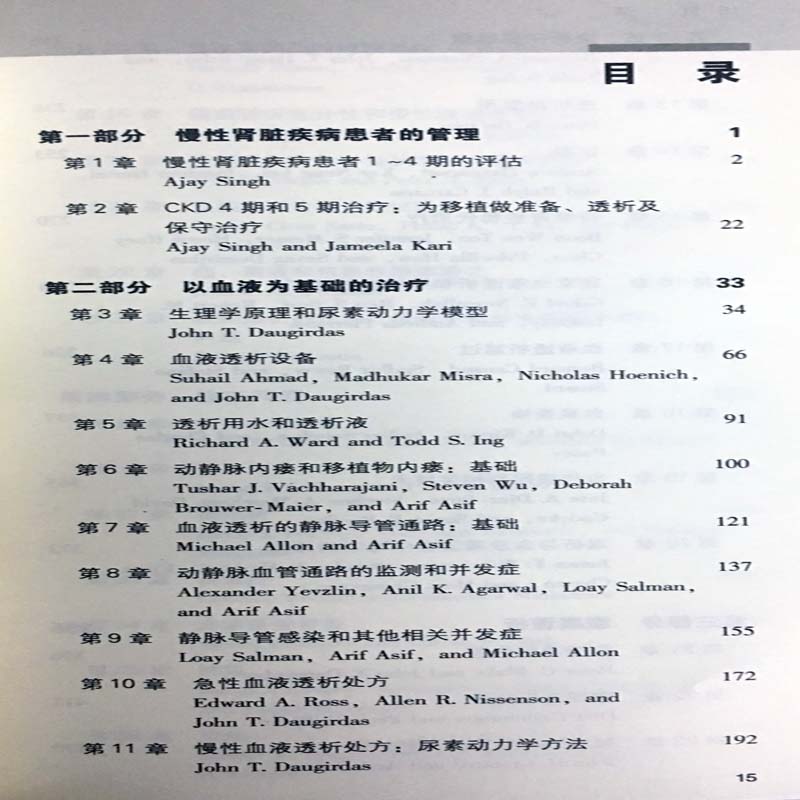 目 录
第一部分 慢性肾脏疾病患者的管理 1
第 1 章 慢性肾脏疾病患者 1 ~4 期的评估 2
Ajay Singh
第 2 章 CKD 4 期和 5 期治疗：为移植做准备、透析及
保守治疗 22
Ajay Singh and Jameela Kari
第二部分 以血液为基础的治疗 33
第 3 章 生理学原理和尿素动力学模型 34
John T. Daugirdas
第 4 章 血液透析设备 66
Suhail Ahmad, Madhukar Misra, Nicholas Hoenich,
and John T. Daugirdas
第 5 章 透析用水和透析液 91
Richard A. Ward and Todd S. Ing
第 6 章 动静脉内瘘和移植物内瘘：基础 100
Tushar J. Vachharajani, Steven Wu, Deborah
Brouwer-Maier, and Arif Asif
第 7 章 血液透析的静脉导管通路：基础 121
Michael Allon and Arif Asif
第 8 章 动静脉血管通路的监测和并发症 137
Alexander Yevzlin, Anil K. Agarwal, Loay Salman,
and Arif Asif
第 9 章 静脉导管感染和其他相关并发症 155
Loay Salman, Arif Asif, and Michael Allon
第 10 章 急性血液透析处方 172
Edward A. Ross, Allen R. Nissenson, and
John T. Daugirdas
第 11 章 慢性血液透析处方：尿素动力学方法 192
John T. Daugirdas
15